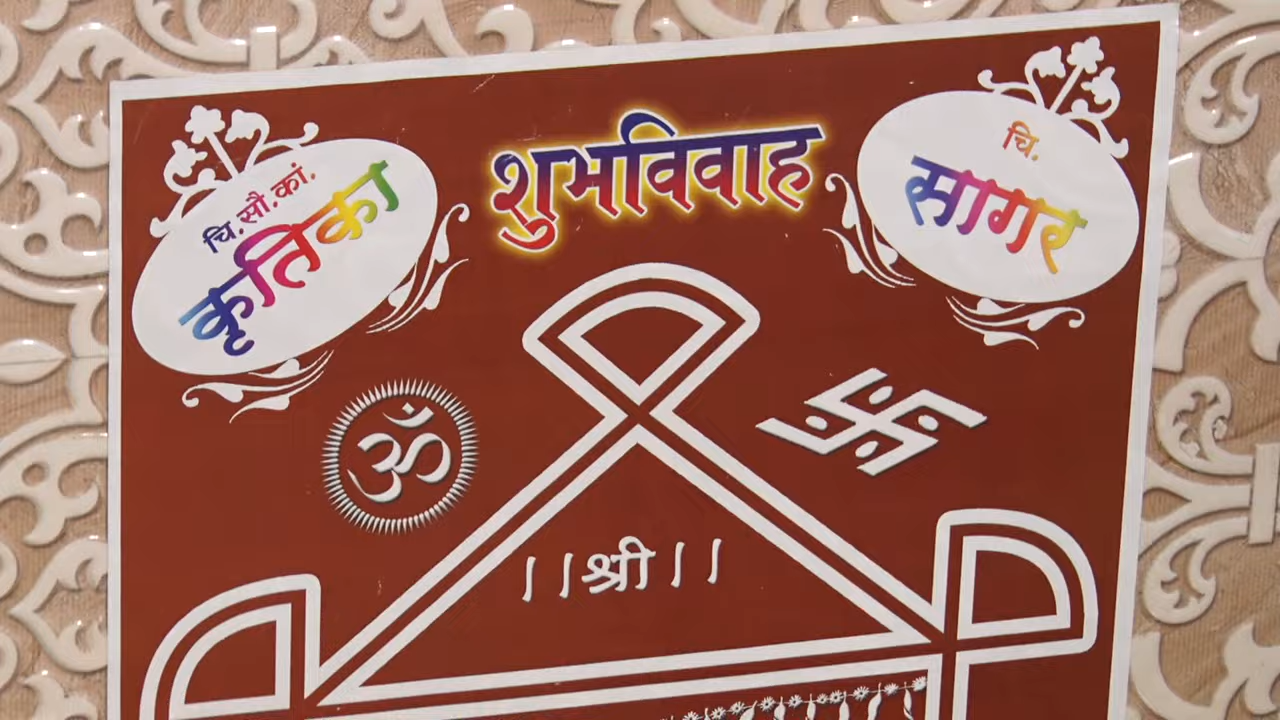 चि.सौ.कां.
कृतिका
शुभविवाह
चि.
सागर
ॐ
।।श्री।।